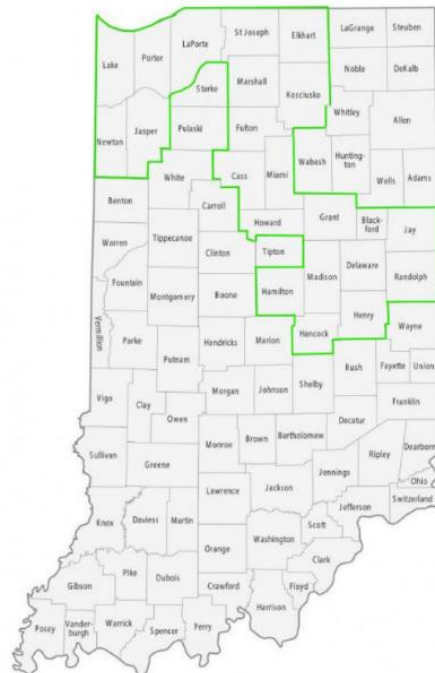 Lake
Porter
LaPorte
St Joseph
Elkhart
LaGrange
Steuben
Noble
DeKalb
Starke
Marshall
Kosciusko
Newton
Jasper
Pulaski
Fulton
Whitley
Allen
Wabash
Hunting-
ton
Wells
Adams
White
Cass
Miami
Benton
Carroll
Howard
Grant
Black-
ford
Jay
Warren
Tippecanoe
Clinton
Tipton
Madison
Delaware
Randolph
Fountain
Montgomery
Boone
Hamilton
Henry
Wayne
Vermillion
Parke
Putnam
Hendricks
Marion
Hancock
Rush
Fayette
Union
Vigo
Clay
Owen
Morgan
Johnson
Shelby
Franklin
Decatur
Sullivan
Greene
Monroe
Brown
Bartholomew
Jennings
Ripley
Dearborn
Ohio
Switzerland
Jefferson
Knox
Daviess
Martin
Lawrence
Jackson
Scott
Washington
Orange
Clark
Gibson
Pike
Dubois
Crawford
Floyd
Harrison
Posey
Vander-
burgh
Warrick
Spencer
Perry